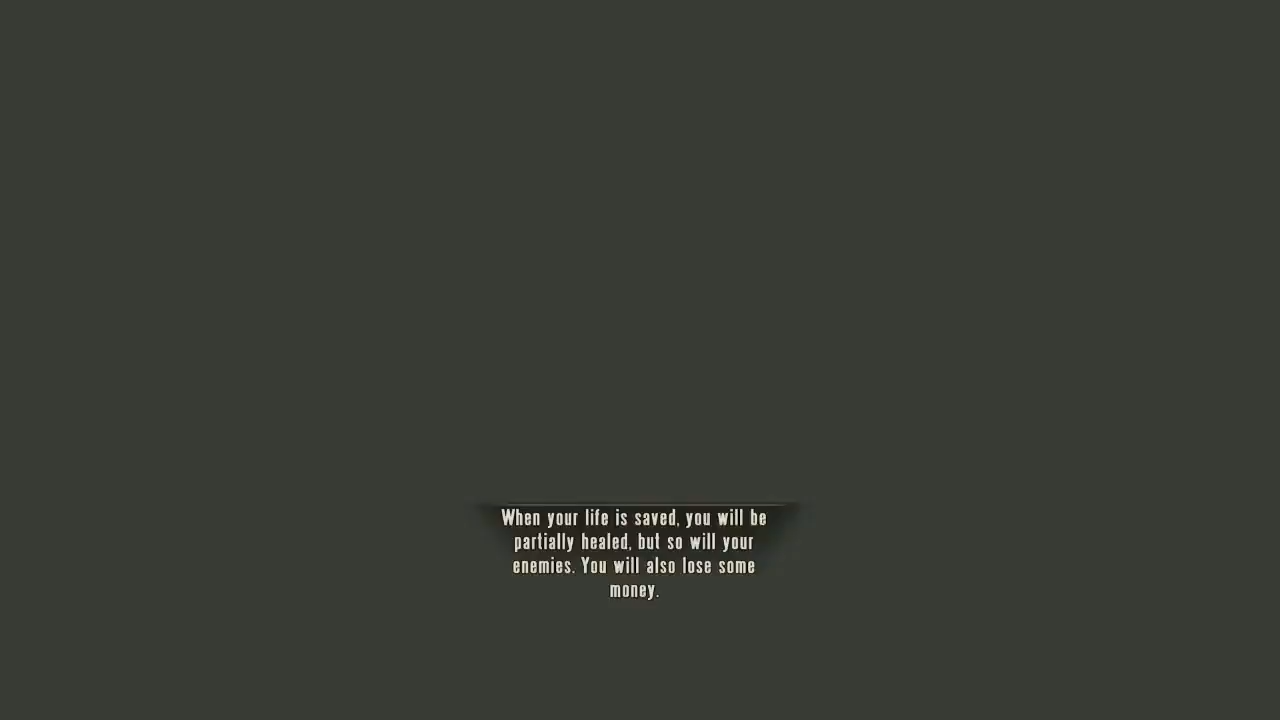 When your life is saved, you will be
partially healed, but so will your
enemies. You will also lose some
money.